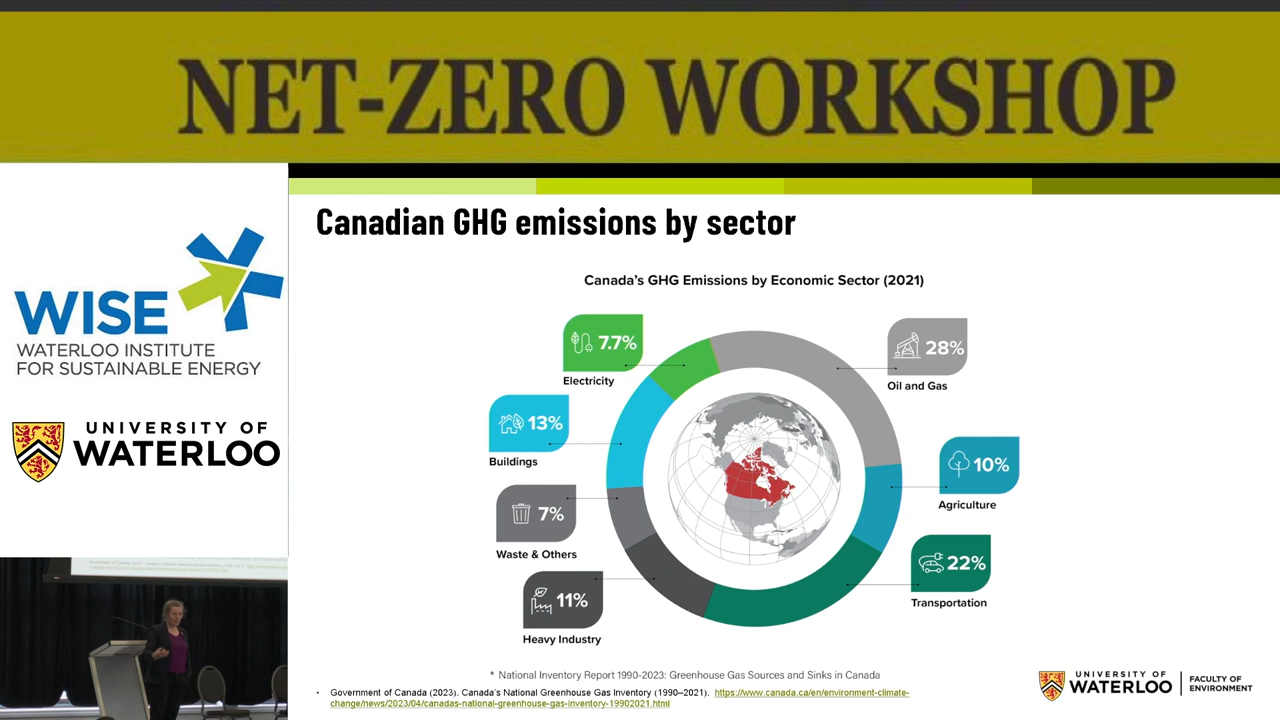 NET-ZERO WORKSHOP
WISE
WATERLOO INSTITUTE
FOR SUSTAINABLE ENERGY
UNIVERSITY OF
WATERLOO
Canadian GHG emissions by sector
Canada's GHG Emissions by Economic Sector (2021)
7.7%
Electricity
28%
Oil and Gas
13%
Buildings
10%
Agriculture
7%
Waste & Others
22%
Transportation
11%
Heavy Industry
* National Inventory Report 1990-2023: Greenhouse Gas Sources and Sinks in Canada
• Government of Canada (2023). Canada's National Greenhouse Gas Inventory (1990–2021). https://www.canada.ca/en/environment-climate-
change/news/2023/04/canadas-national-greenhouse-gas-inventory-19902021.html
UNIVERSITY OF
WATERLOO
FACULTY OF
ENVIRONMENT